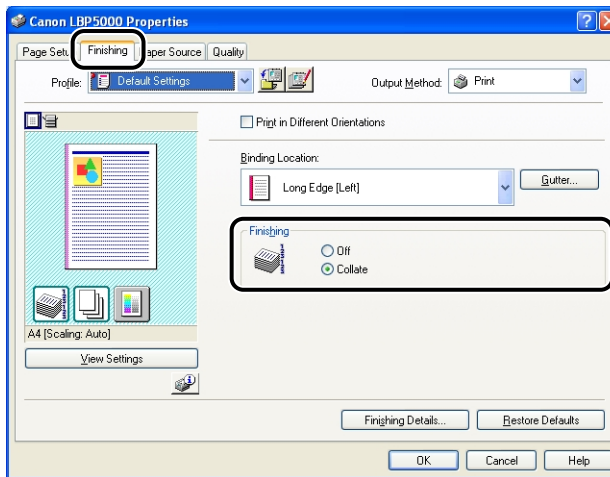 Canon LBP5000 Properties
Page Setu Finishing aper Source Quality
Profile: Default Settings Output Method: Print
Print in Different Orientations
Binding Location:
Long Edge [Left] Gutter...
Finishing
Off
Collate
A4 [Scaling: Auto]
View Settings
Finishing Details... Restore Defaults
OK Cancel Help